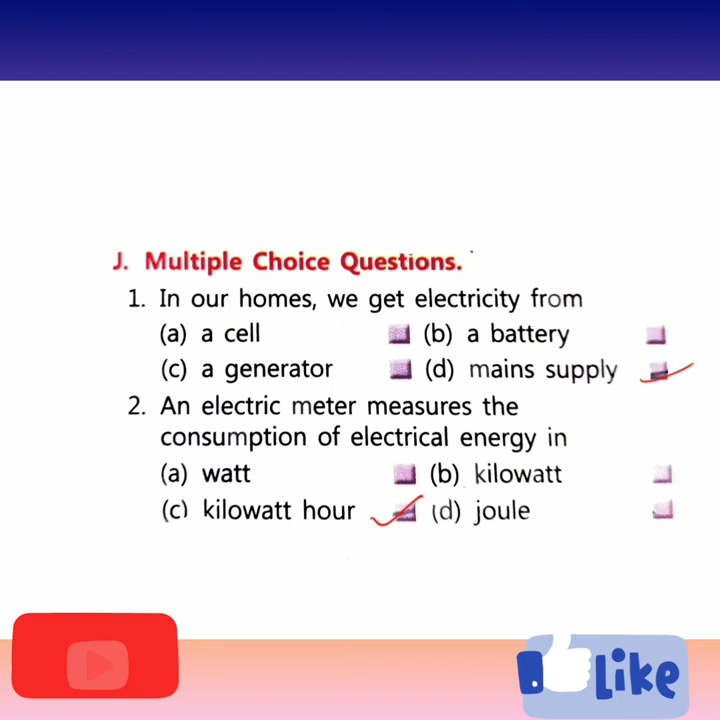 J. Multiple Choice Questions.
1. In our homes, we get electricity from
(a) a cell (b) a battery
(c) a generator (d) mains supply
2. An electric meter measures the
consumption of electrical energy in
(a) watt (b) kilowatt
(c) kilowatt hour (d) joule
Like